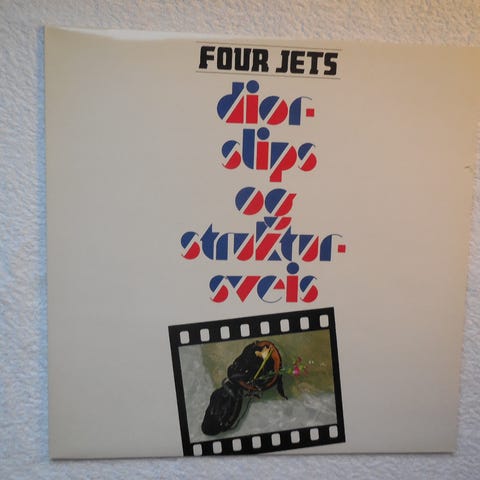 FOUR JETS
dior-
slips
og
struktur-
sveis